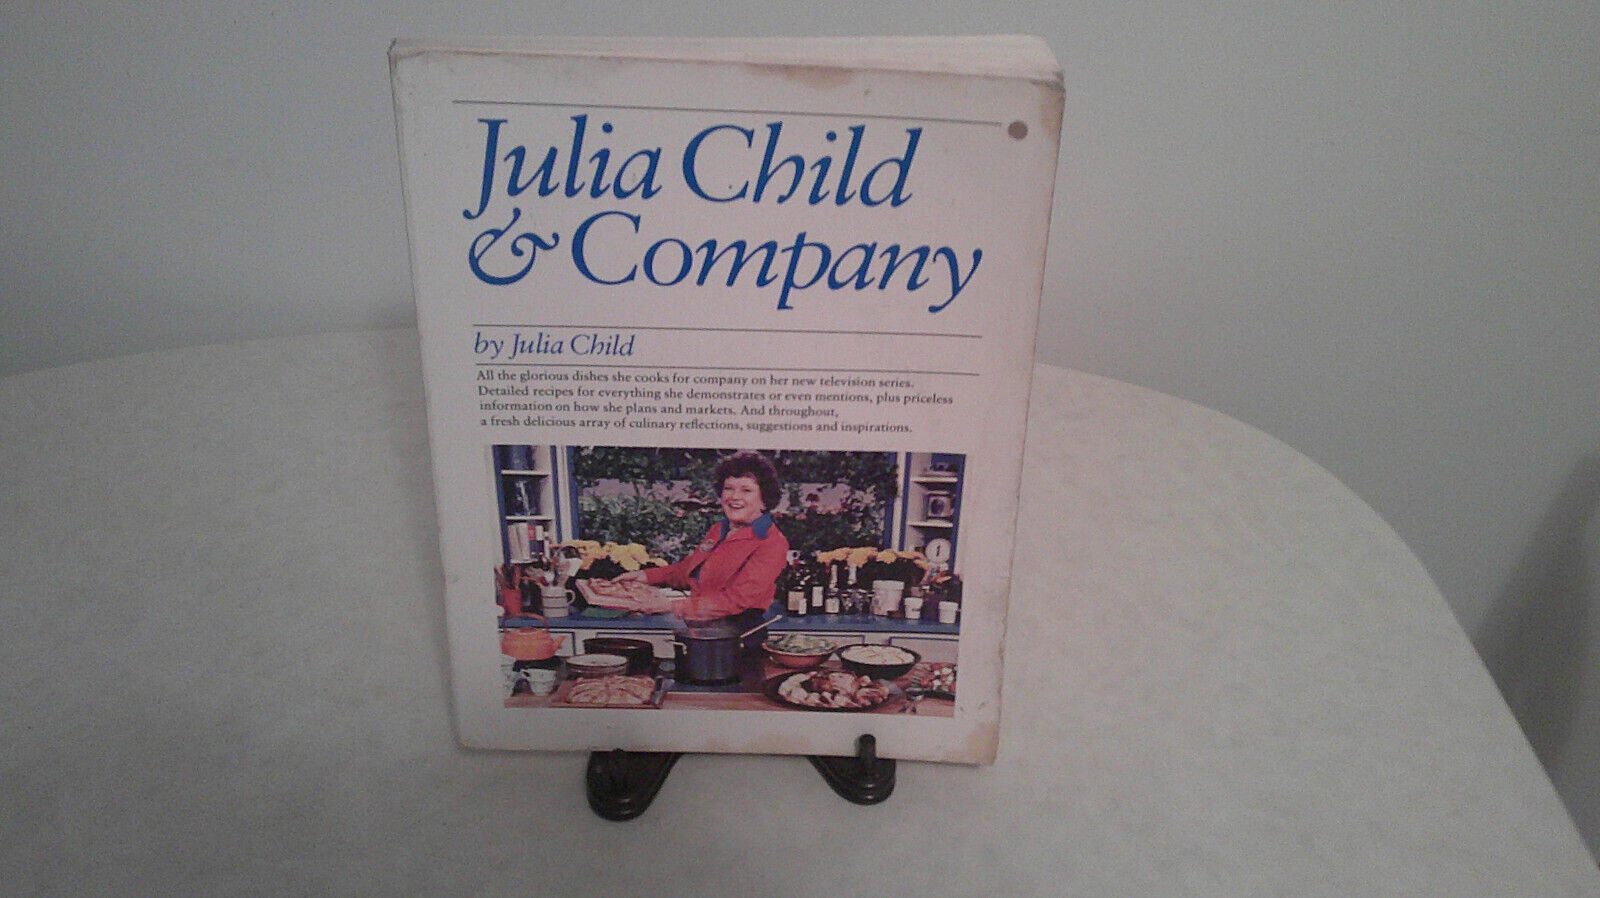 Julia Child
& Company
by Julia Child
All the glorious dishes she cooks for company on her new television series.
Detailed recipes for everything she demonstrates or even mentions, plus priceless
information on how she plans and markets. And throughout,
a fresh delicious array of culinary reflections, suggestions and inspirations.